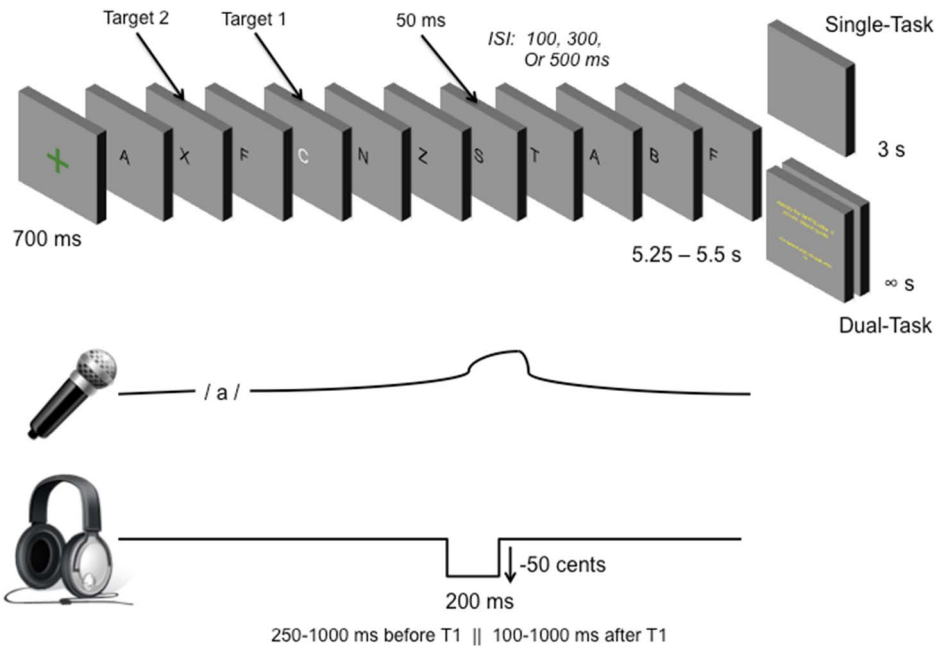 Target 2
Target 1
50 ms
ISI: 100, 300,
Or 500 ms
Single-Task
A
X
F
C
N
Z
S
T
A
B
F
3 s
700 ms
5.25 – 5.5 s
∞ s
Dual-Task
/ a /
-50 cents
200 ms
250-1000 ms before T1 || 100-1000 ms after T1